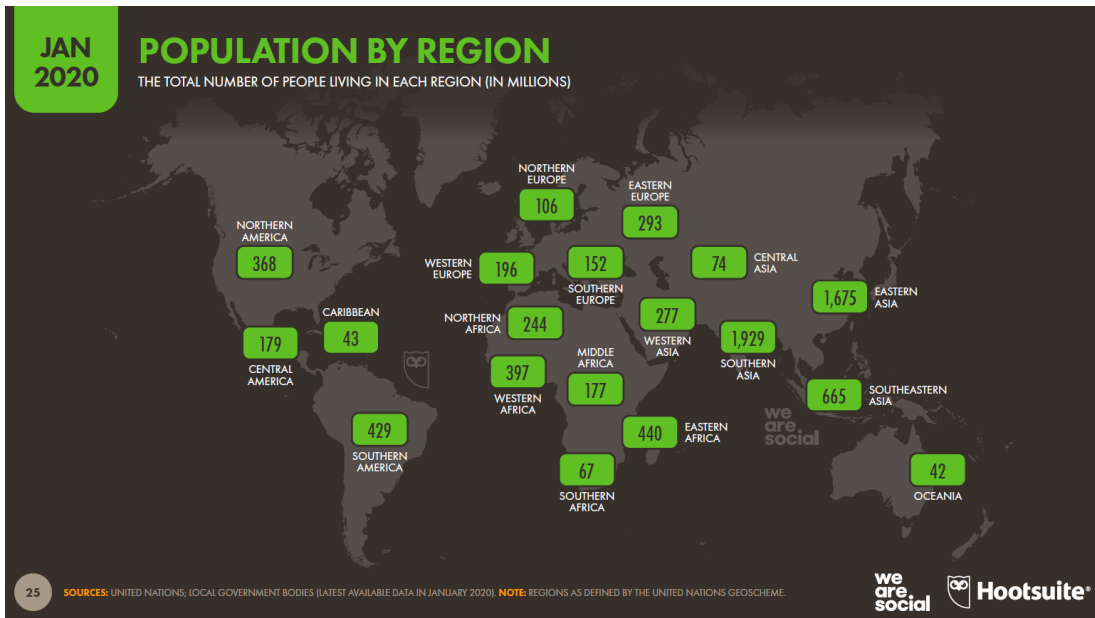 JAN
2020
POPULATION BY REGION
THE TOTAL NUMBER OF PEOPLE LIVING IN EACH REGION (IN MILLIONS)
NORTHERN
EUROPE
106
EASTERN
EUROPE
293
NORTHERN
AMERICA
368
WESTERN
EUROPE
196
152
SOUTHERN
EUROPE
74
CENTRAL
ASIA
1,675
EASTERN
ASIA
CARIBBEAN
43
179
CENTRAL
AMERICA
NORTHERN
AFRICA
244
277
WESTERN
ASIA
1,929
SOUTHERN
ASIA
397
WESTERN
AFRICA
MIDDLE
AFRICA
177
665
SOUTHEASTERN
ASIA
we
are
social
429
SOUTHERN
AMERICA
440
EASTERN
AFRICA
67
SOUTHERN
AFRICA
42
OCEANIA
25
SOURCES: UNITED NATIONS; LOCAL GOVERNMENT BODIES (LATEST AVAILABLE DATA IN JANUARY 2020). NOTE: REGIONS AS DEFINED BY THE UNITED NATIONS GEOSCHEME.
we
are
social
Hootsuite®